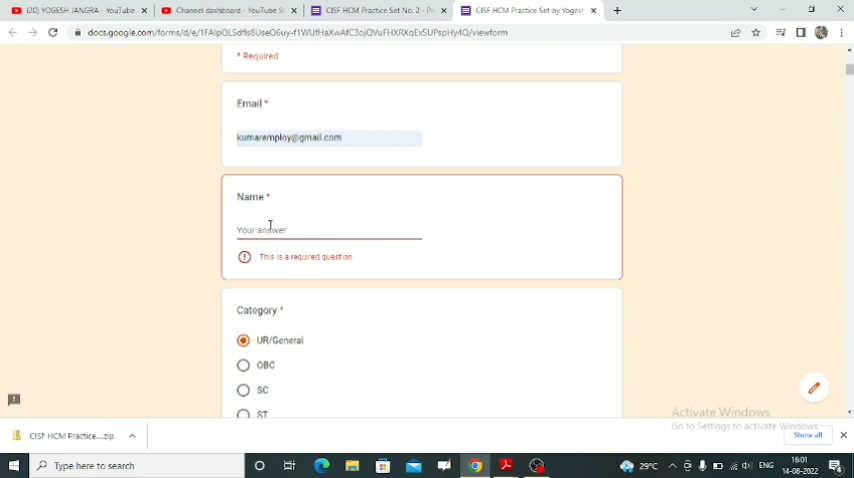 (20) YOGESH JANGRA - YouTube
Channel dashboard - YouTube St
CISF HCM Practice Set No. 2 - P
CISF HCM Practice Set by Yogesh
docs.google.com/forms/d/e/1FAIpQLSdfIsBUseQ6uy-f1WUfHaXwAfC3ojQVuFHXRXqEx5UPspHy4Q/viewform
* Required
Email *
kumaremploy@gmail.com
Name *
Your answer
This is a required question
Category *
UR/General
OBC
SC
ST
Activate Windows
Go to Settings to activate Windows.
CISF HCM Practice....zip
Show all
Type here to search
29°C
ENG
16:01
14-08-2022
4